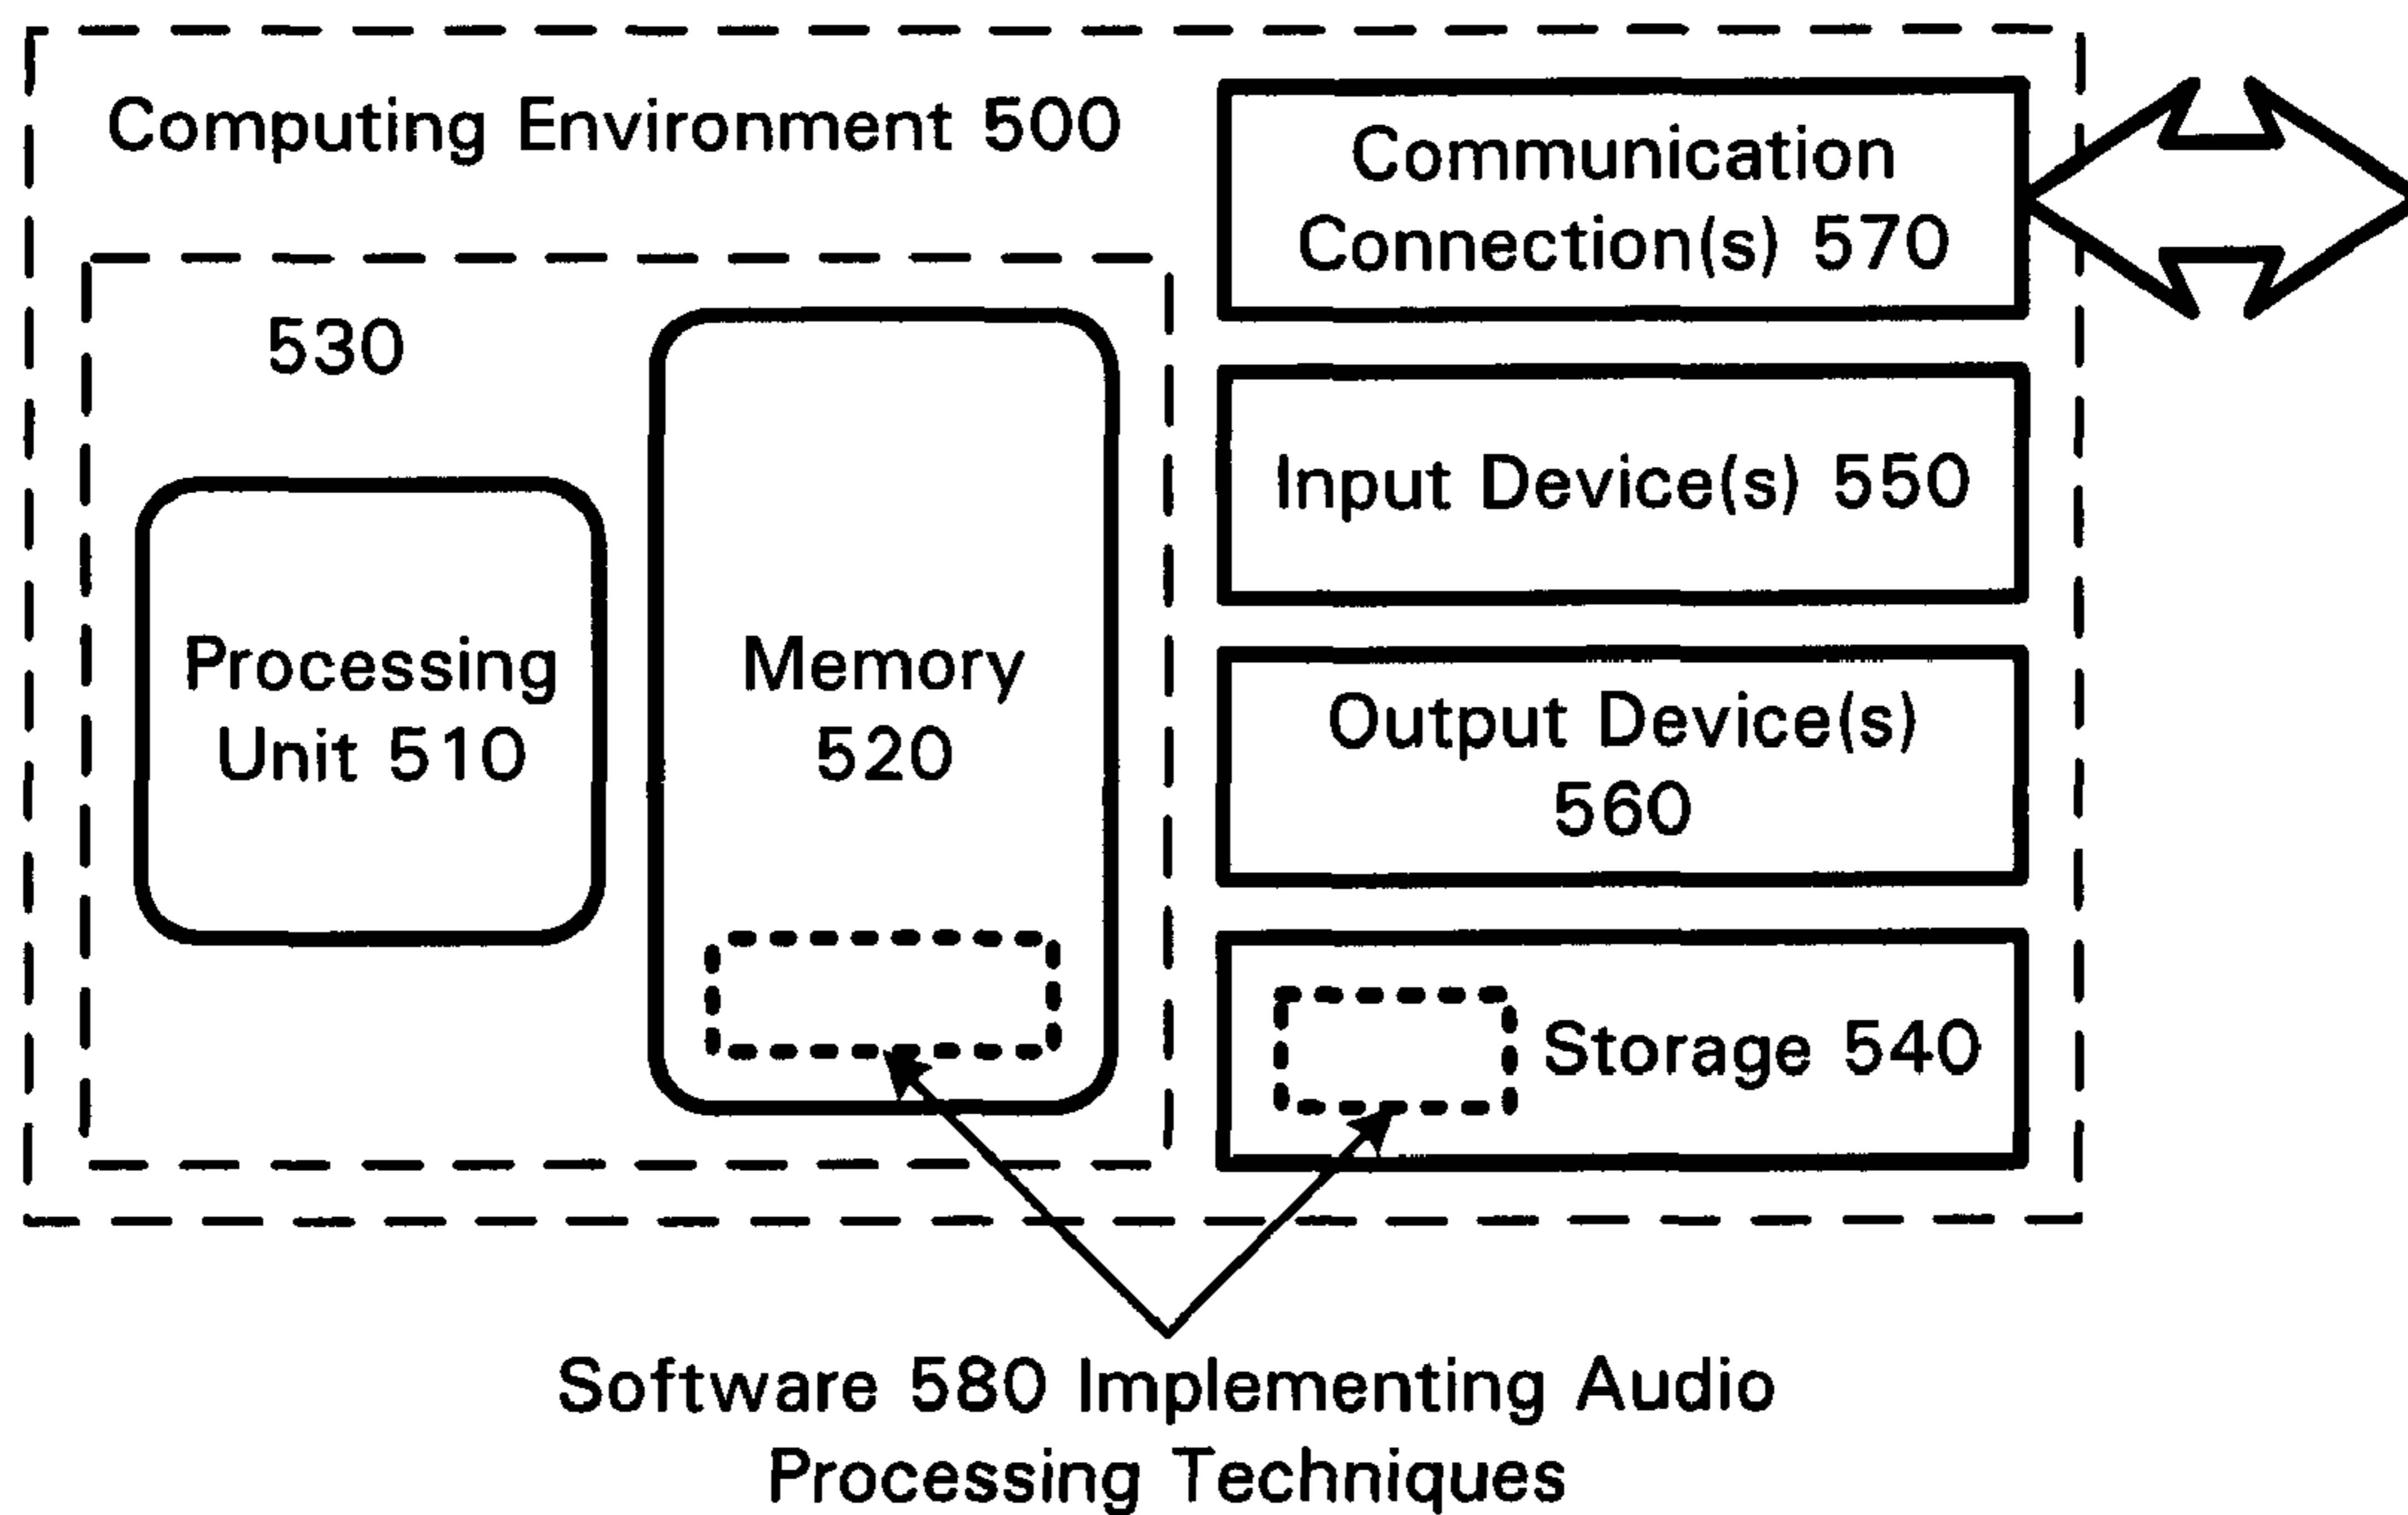 Computing Environment 500
Communication
Connection(s) 570
530
Input Device(s) 550
Processing
Unit 510
Memory
520
Output Device(s)
560
Storage 540
Software 580 Implementing Audio
Processing Techniques